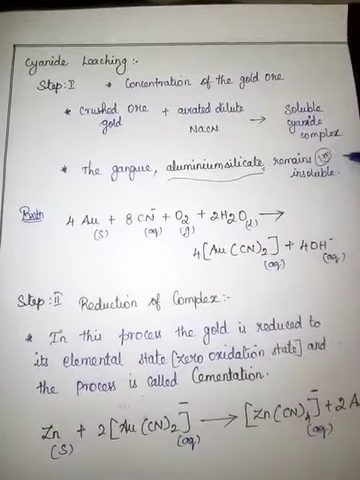 Cyanide Leaching :-
Step:I * Concentration of the gold ore
* Crushed ore + aerated dilute → Soluble
gold NaCN cyanide
complex
* The gangue, aluminiumsilicate remains
insoluble.
Rxtn 4 Au(s) + 8 CN⁻(aq) + O2(g) + 2H2O(l) →
4[Au(CN)2]⁻(aq) + 4OH⁻(aq)
Step:II Reduction of Complex:-
* In this process the gold is reduced to
its elemental state [zero oxidation state] and
the process is called Cementation.
Zn(s) + 2[Au(CN)2]⁻(aq) → [Zn(CN)4]⁻(aq) + 2A